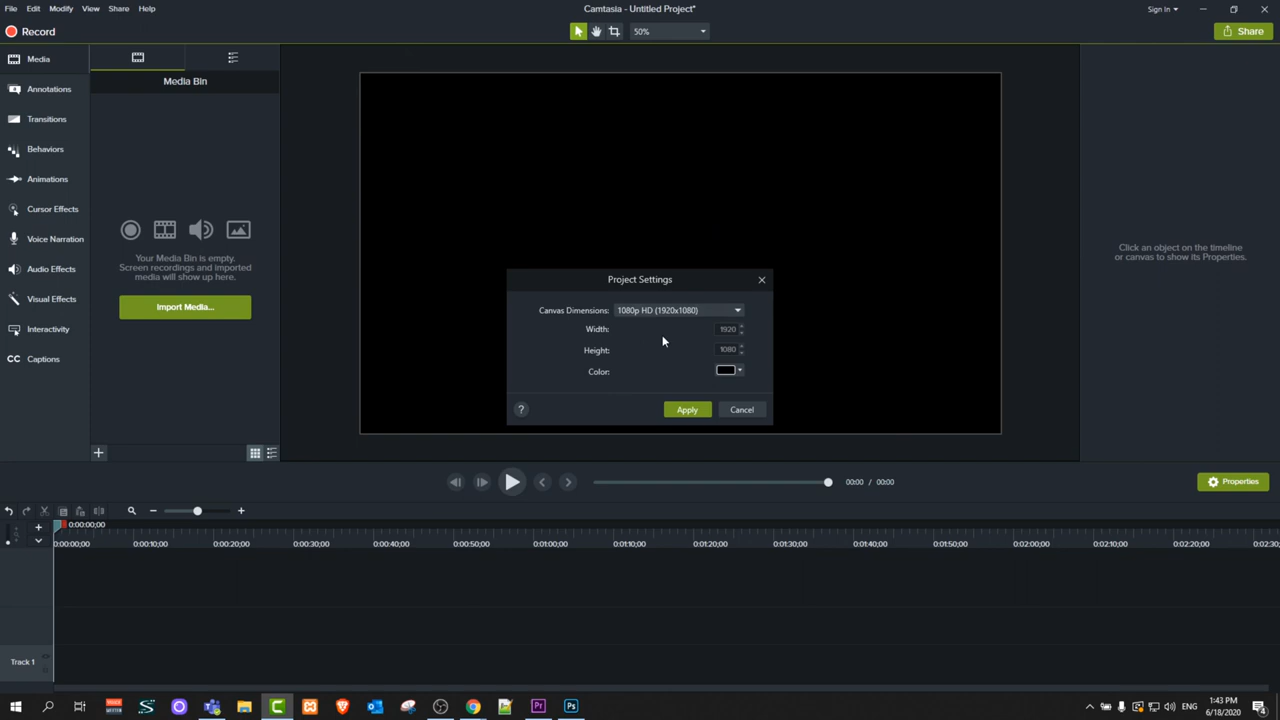 File Edit Modify View Share Help
Camtasia - Untitled Project*
Sign In
Record
50%
Share
Media
Annotations
Transitions
Behaviors
Animations
Cursor Effects
Voice Narration
Audio Effects
Visual Effects
Interactivity
CC Captions
Media Bin
Your Media Bin is empty.
Screen recordings and imported
media will show up here.
Import Media...
Project Settings
Canvas Dimensions: 1080p HD (1920x1080)
Width: 1920
Height: 1080
Color:
? Apply Cancel
Click an object on the timeline
or canvas to show its Properties.
00:00 / 00:00
Properties
0:00:00;00
0:00:00;00 0:00:10;00 0:00:20;00 0:00:30;00 0:00:40;00 0:00:50;00 0:01:00;00 0:01:10;00 0:01:20;00 0:01:30;00 0:01:40;00 0:01:50;00 0:02:00;00 0:02:10;00 0:02:20;00 0:02:30
Track 1
Pr Ps
ENG
1:43 PM
6/18/2020
4